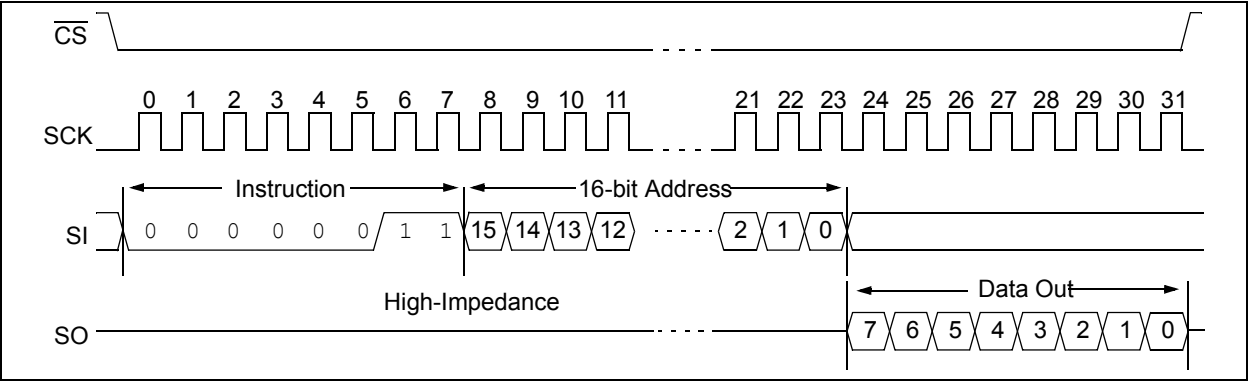 CS
0 1 2 3 4 5 6 7 8 9 10 11 21 22 23 24 25 26 27 28 29 30 31
SCK
Instruction 16-bit Address
SI 0 0 0 0 0 0 1 1 15 14 13 12 2 1 0
High-Impedance Data Out
SO 7 6 5 4 3 2 1 0